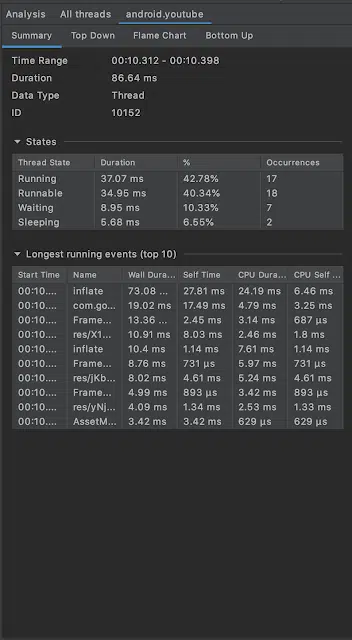 Analysis All threads android.youtube
Summary Top Down Flame Chart Bottom Up
Time Range 00:10.312 - 00:10.398
Duration 86.64 ms
Data Type Thread
ID 10152
States
Thread State Duration % Occurrences
Running 37.07 ms 42.78% 17
Runnable 34.95 ms 40.34% 18
Waiting 8.95 ms 10.33% 7
Sleeping 5.68 ms 6.55% 2
Longest running events (top 10)
Start Time Name Wall Dura... Self Time CPU Dura... CPU Self ...
00:10.... inflate 73.08 ... 27.81 ms 24.19 ms 6.46 ms
00:10.... com.go... 19.02 ms 17.49 ms 4.79 ms 3.25 ms
00:10.... Frame... 13.36 ... 2.45 ms 3.14 ms 687 µs
00:10.... res/X1... 10.91 ms 8.03 ms 2.46 ms 1.8 ms
00:10.... inflate 10.4 ms 1.14 ms 7.61 ms 1.14 ms
00:10.... Frame... 8.76 ms 731 µs 5.97 ms 731 µs
00:10.... res/jKb... 8.02 ms 4.61 ms 5.24 ms 4.61 ms
00:10.... Frame... 4.99 ms 893 µs 3.42 ms 893 µs
00:10.... res/yNj... 4.09 ms 1.34 ms 2.53 ms 1.33 ms
00:10.... AssetM... 3.42 ms 3.42 ms 629 µs 629 µs